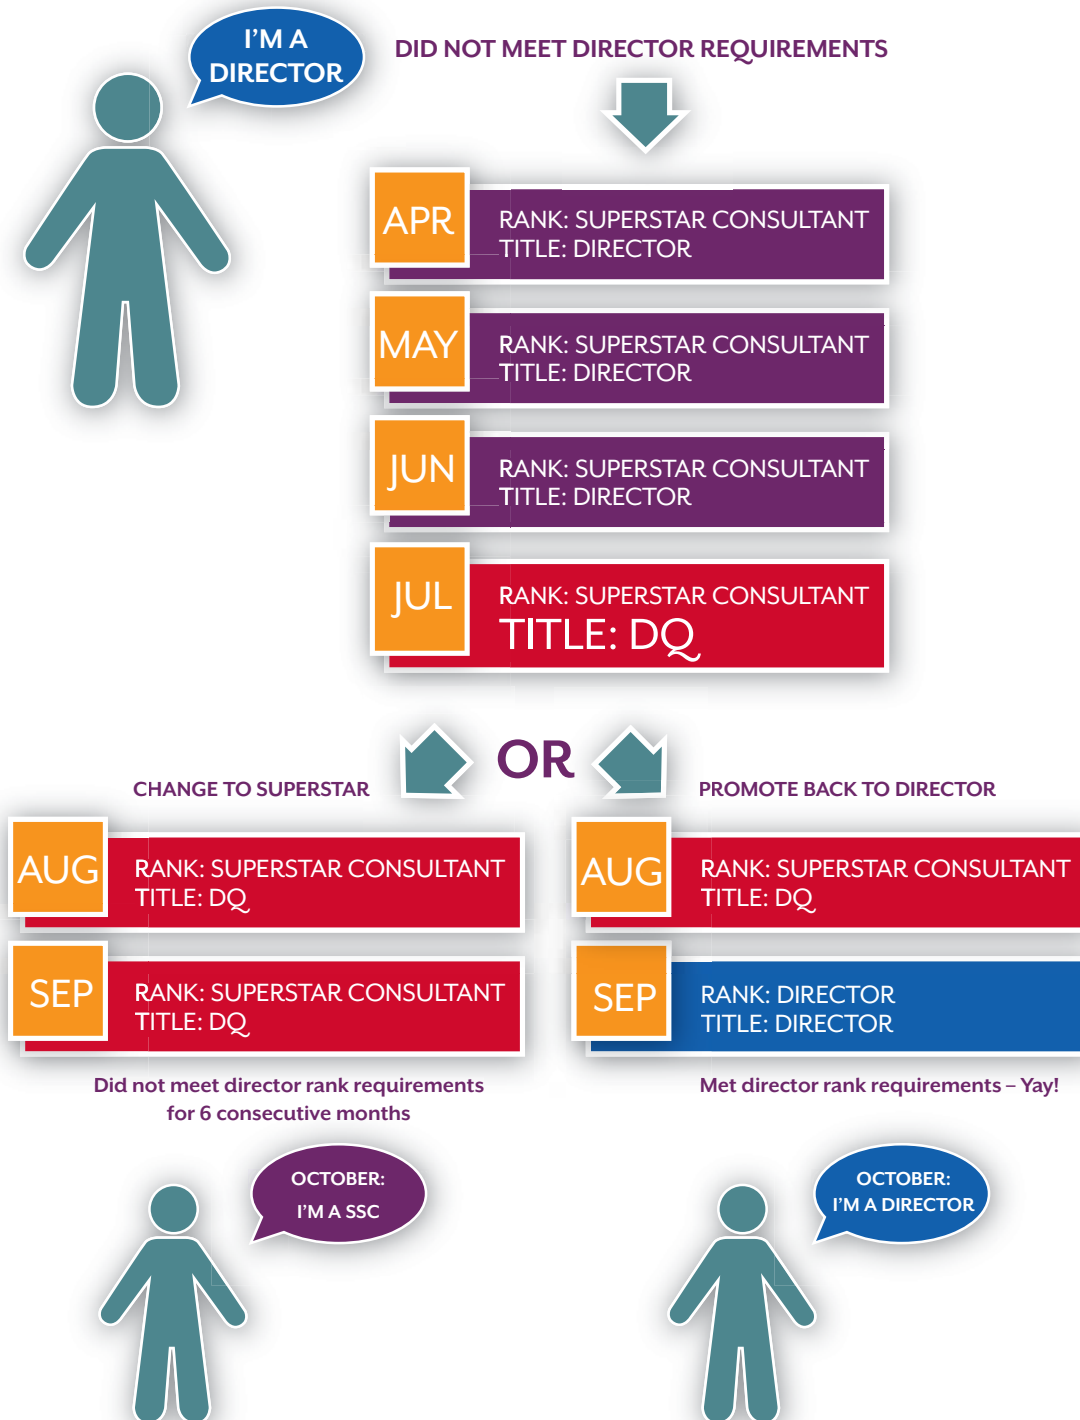 I'M A
DIRECTOR
DID NOT MEET DIRECTOR REQUIREMENTS
APR
RANK: SUPERSTAR CONSULTANT
TITLE: DIRECTOR
MAY
RANK: SUPERSTAR CONSULTANT
TITLE: DIRECTOR
JUN
RANK: SUPERSTAR CONSULTANT
TITLE: DIRECTOR
JUL
RANK: SUPERSTAR CONSULTANT
TITLE: DQ
OR
CHANGE TO SUPERSTAR
AUG
RANK: SUPERSTAR CONSULTANT
TITLE: DQ
SEP
RANK: SUPERSTAR CONSULTANT
TITLE: DQ
Did not meet director rank requirements
for 6 consecutive months
OCTOBER:
I'M A SSC
PROMOTE BACK TO DIRECTOR
AUG
RANK: SUPERSTAR CONSULTANT
TITLE: DQ
SEP
RANK: DIRECTOR
TITLE: DIRECTOR
Met director rank requirements – Yay!
OCTOBER:
I'M A DIRECTOR